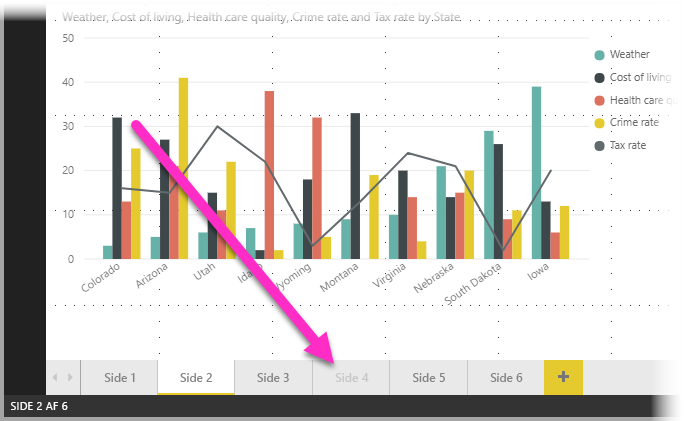 Weather, Cost of living, Health care quality, Crime rate and Tax rate by State
50
40
30
20
10
0
Weather
Cost of living
Health care qu
Crime rate
Tax rate
Colorado
Arizona
Utah
Idaho
Wyoming
Montana
Virginia
Nebraska
South Dakota
Iowa
Side 1
Side 2
Side 3
Side 4
Side 5
Side 6
+
SIDE 2 AF 6